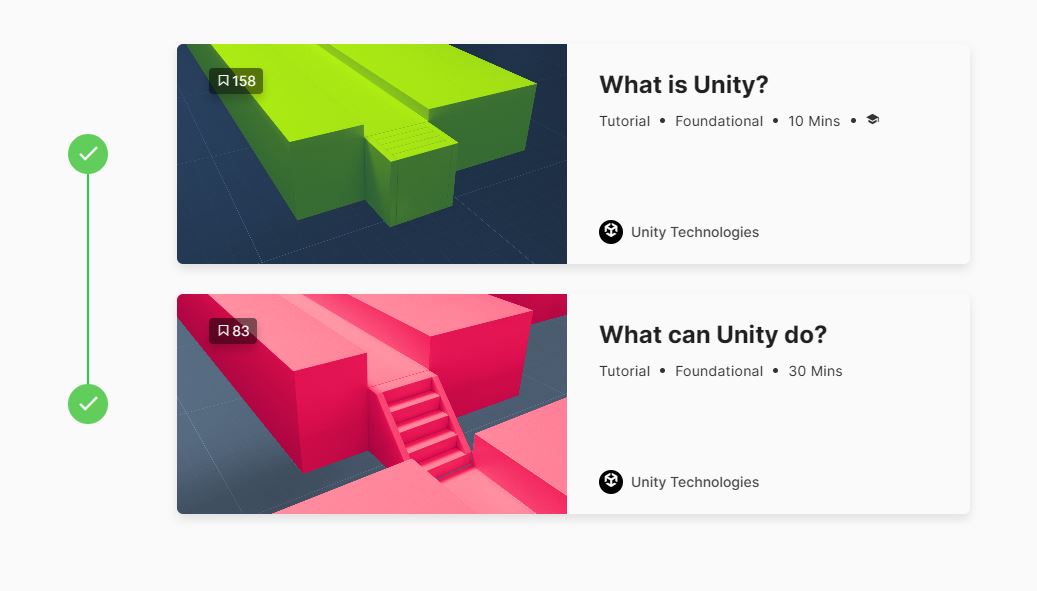 158
What is Unity?
Tutorial • Foundational • 10 Mins •
Unity Technologies
83
What can Unity do?
Tutorial • Foundational • 30 Mins
Unity Technologies